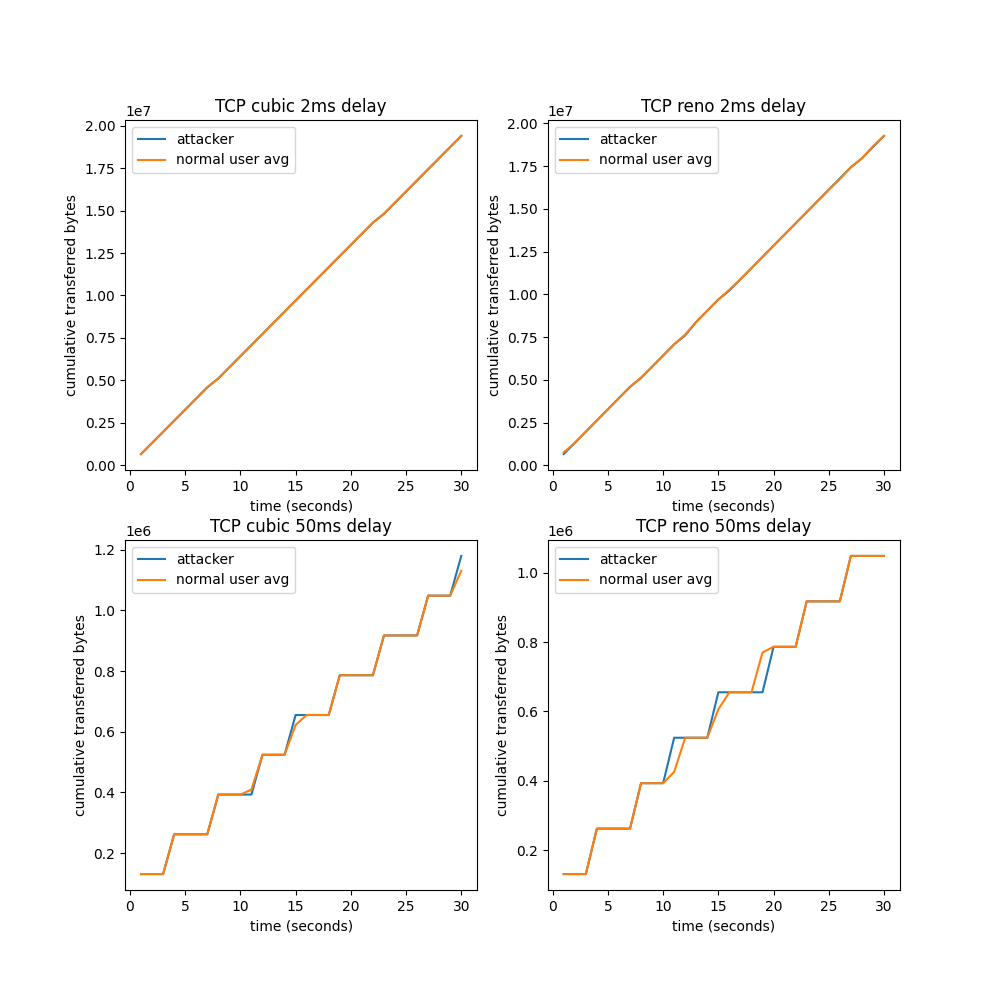 TCP cubic 2ms delay
1e7
attacker
normal user avg
cumulative transferred bytes
2.00
1.75
1.50
1.25
1.00
0.75
0.50
0.25
0.00
0 5 10 15 20 25 30
time (seconds)
TCP reno 2ms delay
1e7
attacker
normal user avg
cumulative transferred bytes
2.00
1.75
1.50
1.25
1.00
0.75
0.50
0.25
0.00
0 5 10 15 20 25 30
time (seconds)
TCP cubic 50ms delay
1e6
attacker
normal user avg
cumulative transferred bytes
1.2
1.0
0.8
0.6
0.4
0.2
0 5 10 15 20 25 30
time (seconds)
TCP reno 50ms delay
1e6
attacker
normal user avg
cumulative transferred bytes
1.0
0.8
0.6
0.4
0.2
0 5 10 15 20 25 30
time (seconds)